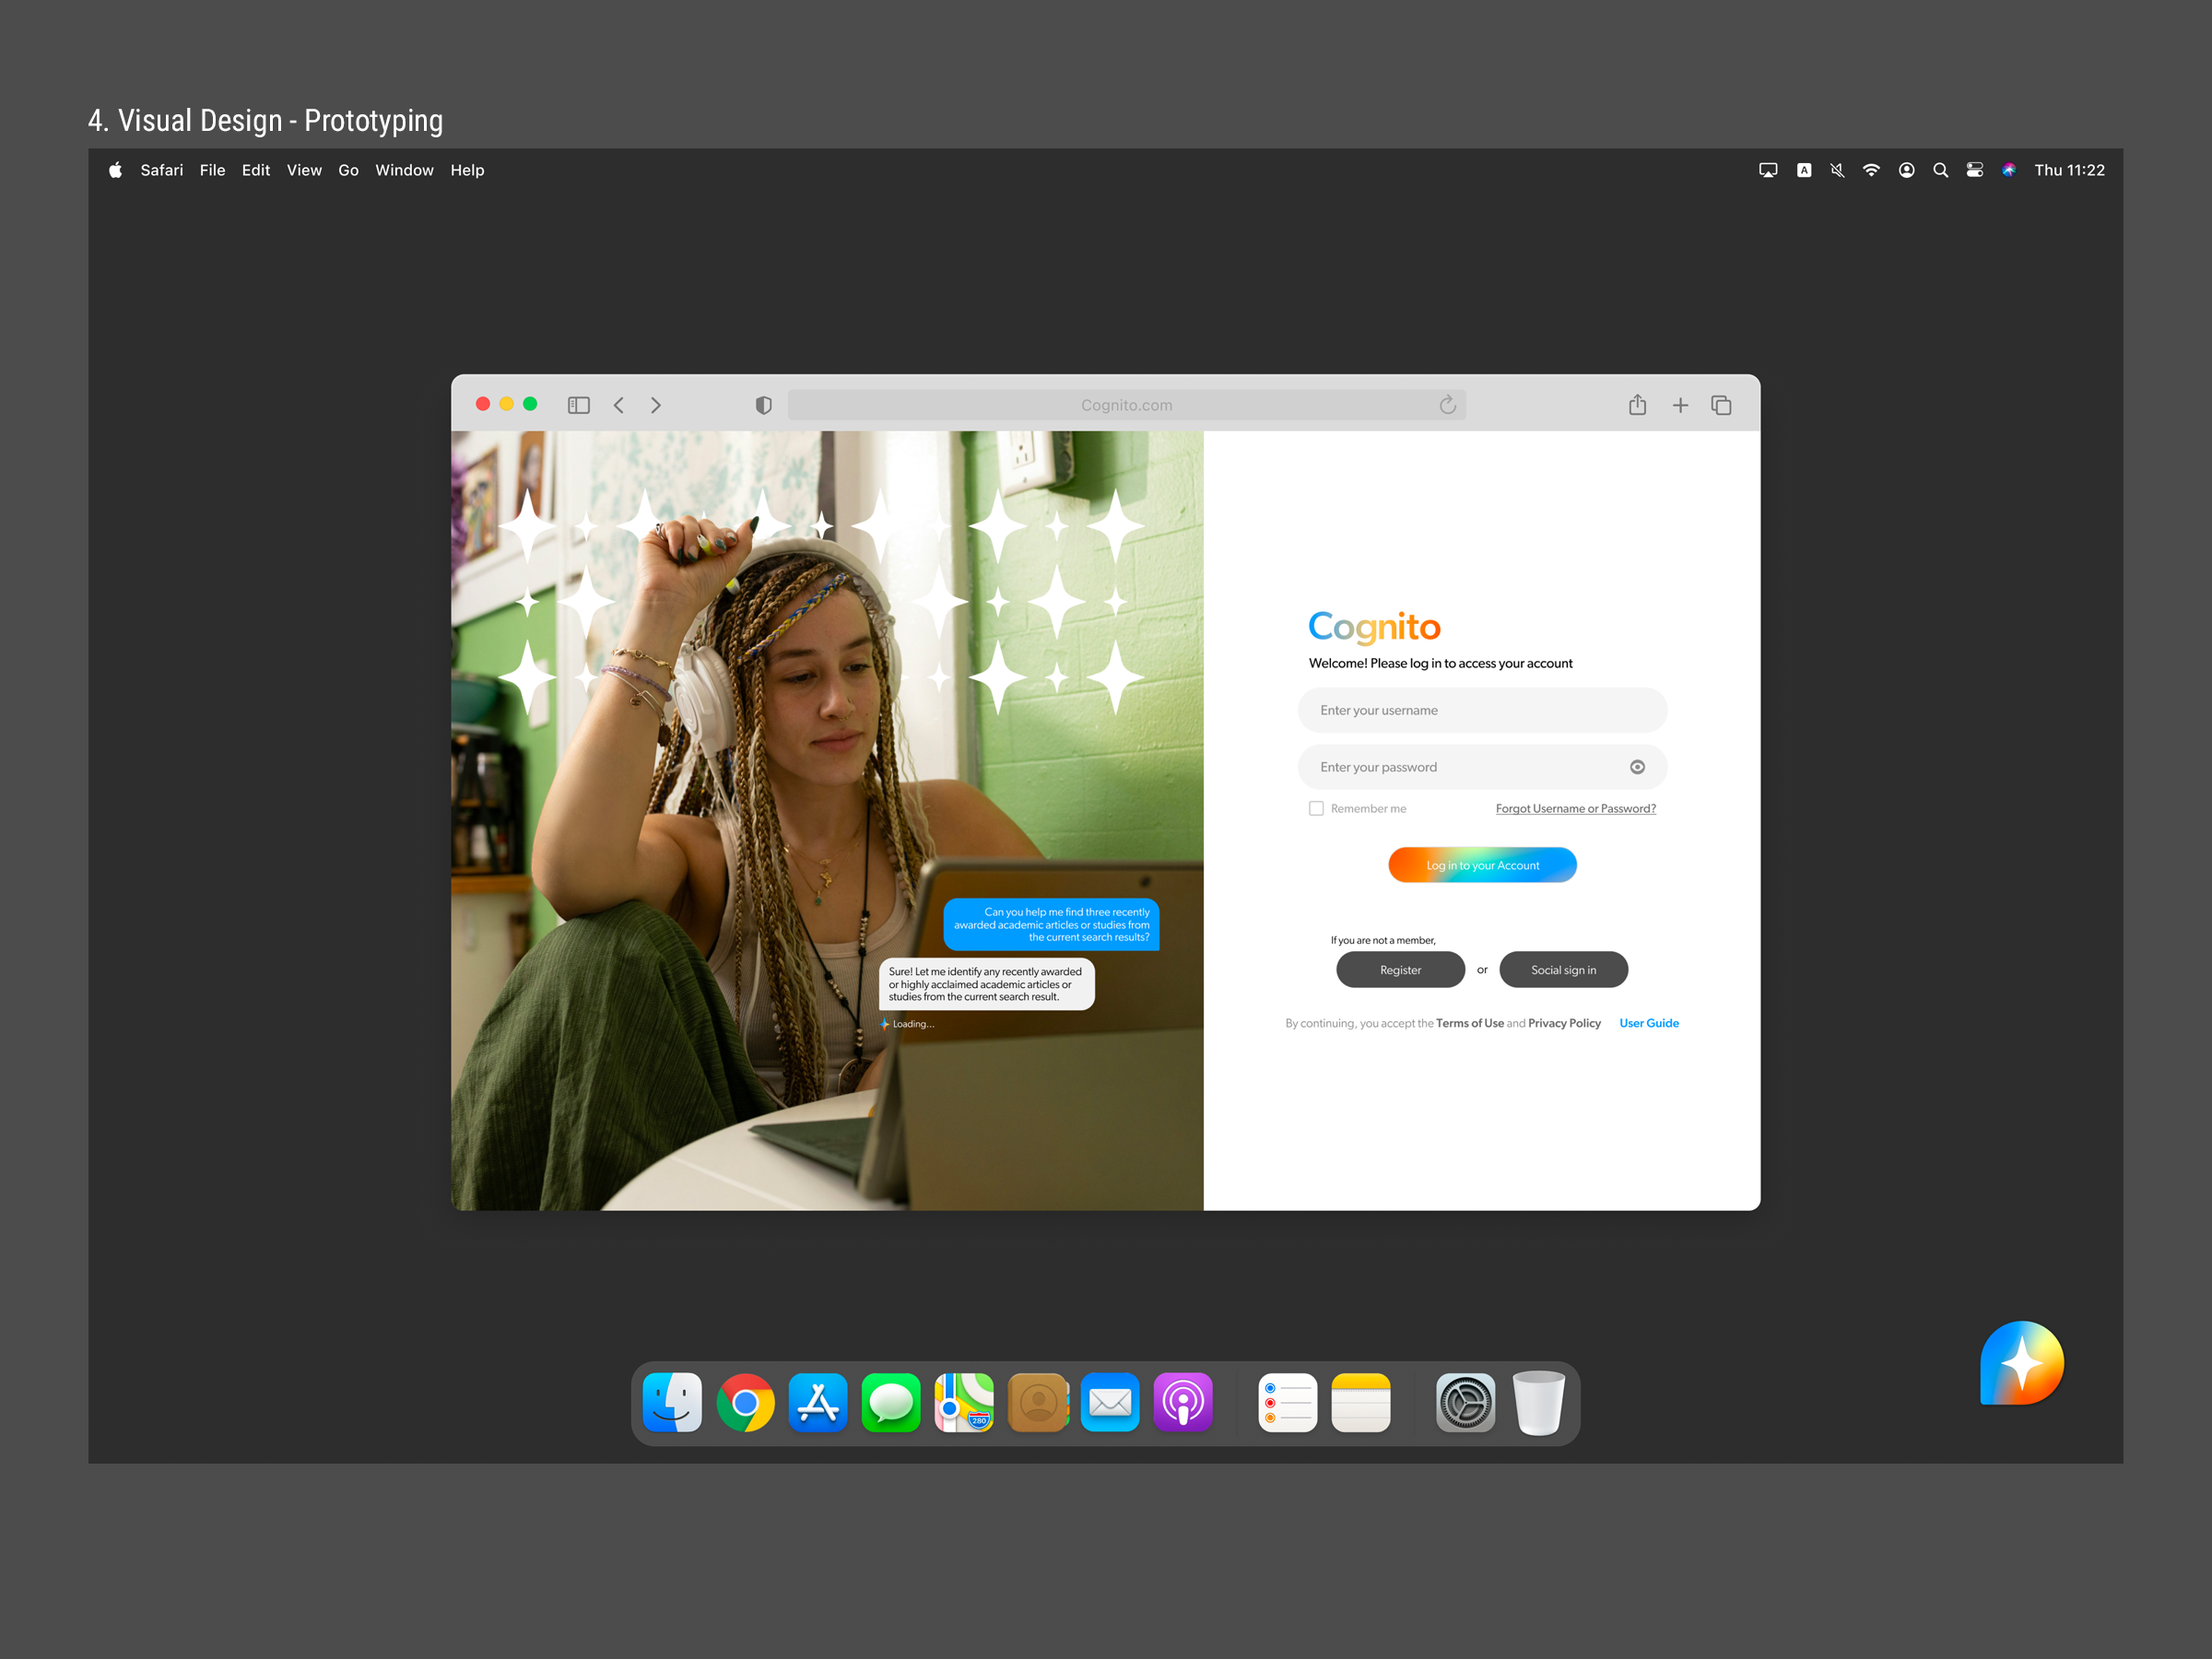 4. Visual Design - Prototyping
Safari File Edit View Go Window Help
A
Thu 11:22
Cognito.com
Can you help me find three recently
awarded academic articles or studies from
the current search results?
Sure! Let me identify any recently awarded
or highly acclaimed academic articles or
studies from the current search result.
Loading...
Cognito
Welcome! Please log in to access your account
Enter your username
Enter your password
Remember me
Forgot Username or Password?
Log in to your Account
If you are not a member,
Register or Social sign in
By continuing, you accept the Terms of Use and Privacy Policy User Guide
280